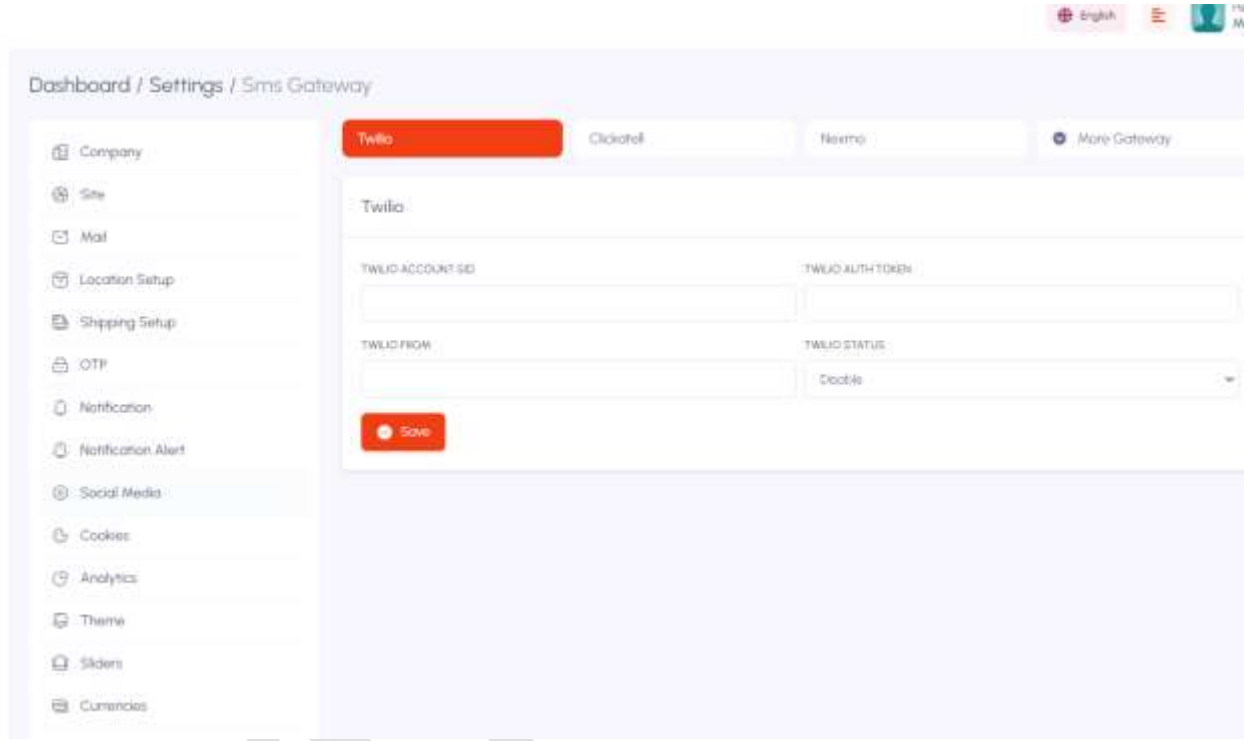 English
Dashboard / Settings / Sms Gateway
Company
Site
Mail
Location Setup
Shipping Setup
OTP
Notification
Notification Alert
Social Media
Cookies
Analytics
Theme
Sliders
Currencies
Twilio
Clickatell
Nexmo
More Gateway
Twilio
TWILIO ACCOUNT SID
TWILIO AUTH TOKEN
TWILIO FROM
TWILIO STATUS
Disable
Save